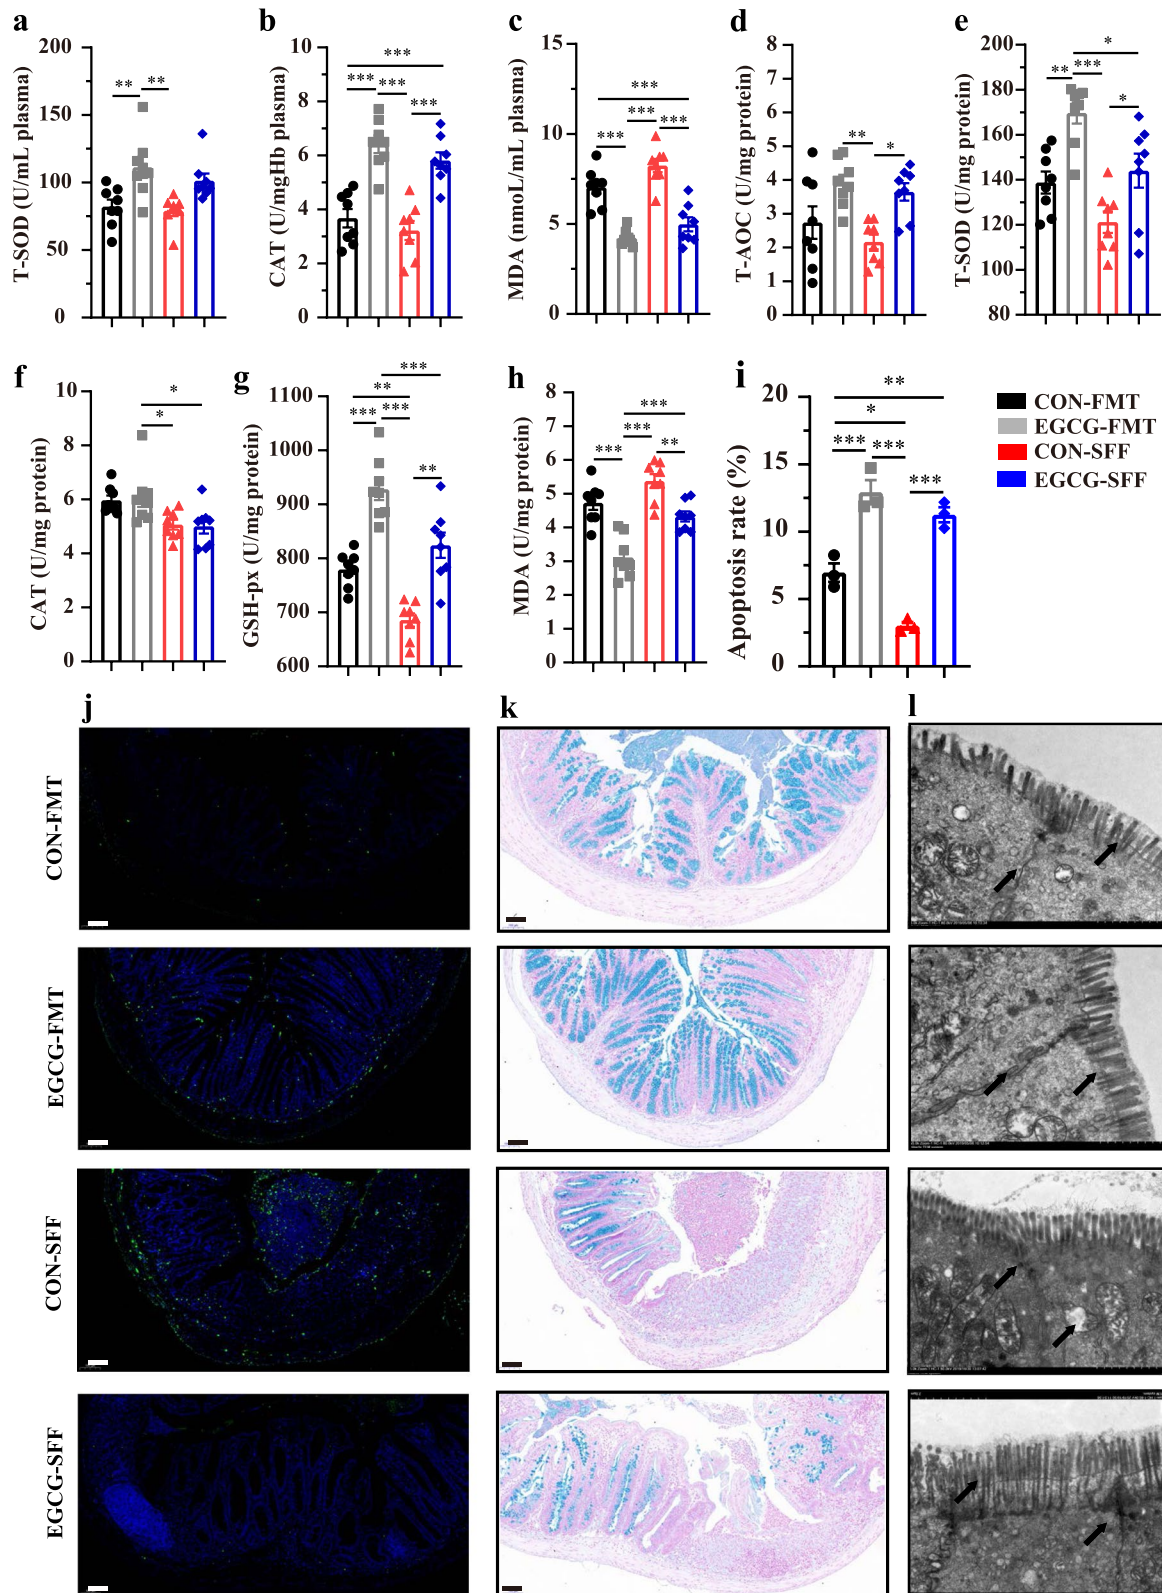 a
T-SOD (U/mL plasma)
200
150
100
50
0
** **
b
CAT (U/mgHb plasma)
10
8
6
4
2
0
***
*** ***
***
c
MDA (nmoL/mL plasma)
15
10
5
0
***
***
*** ***
d
T-AOC (U/mg protein)
8
7
6
5
4
3
2
1
0
**
*
e
T-SOD (U/mg protein)
200
180
160
140
120
100
80
*
** ***
*
f
CAT (U/mg protein)
10
8
6
4
2
0
*
*
g
GSH-px (U/mg protein)
1100
1000
900
800
700
600
***
**
*** ***
**
h
MDA (U/mg protein)
8
7
6
5
4
3
2
1
0
***
***
*** **
i
Apoptosis rate (%)
20
15
10
5
0
**
*
*** ***
***
CON-FMT
EGCG-FMT
CON-SFF
EGCG-SFF
j
k
l
CON-FMT
EGCG-FMT
CON-SFF
EGCG-SFF